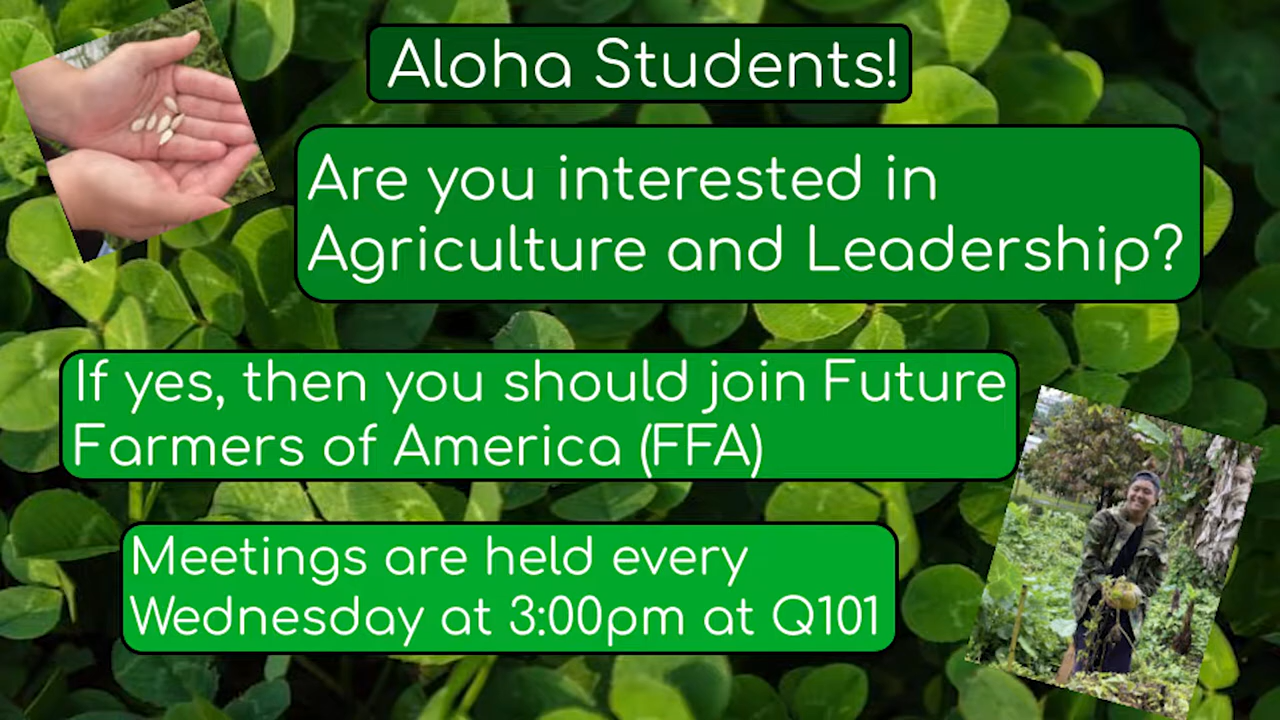 Aloha Students!
Are you interested in
Agriculture and Leadership?
If yes, then you should join Future
Farmers of America (FFA)
Meetings are held every
Wednesday at 3:00pm at Q101